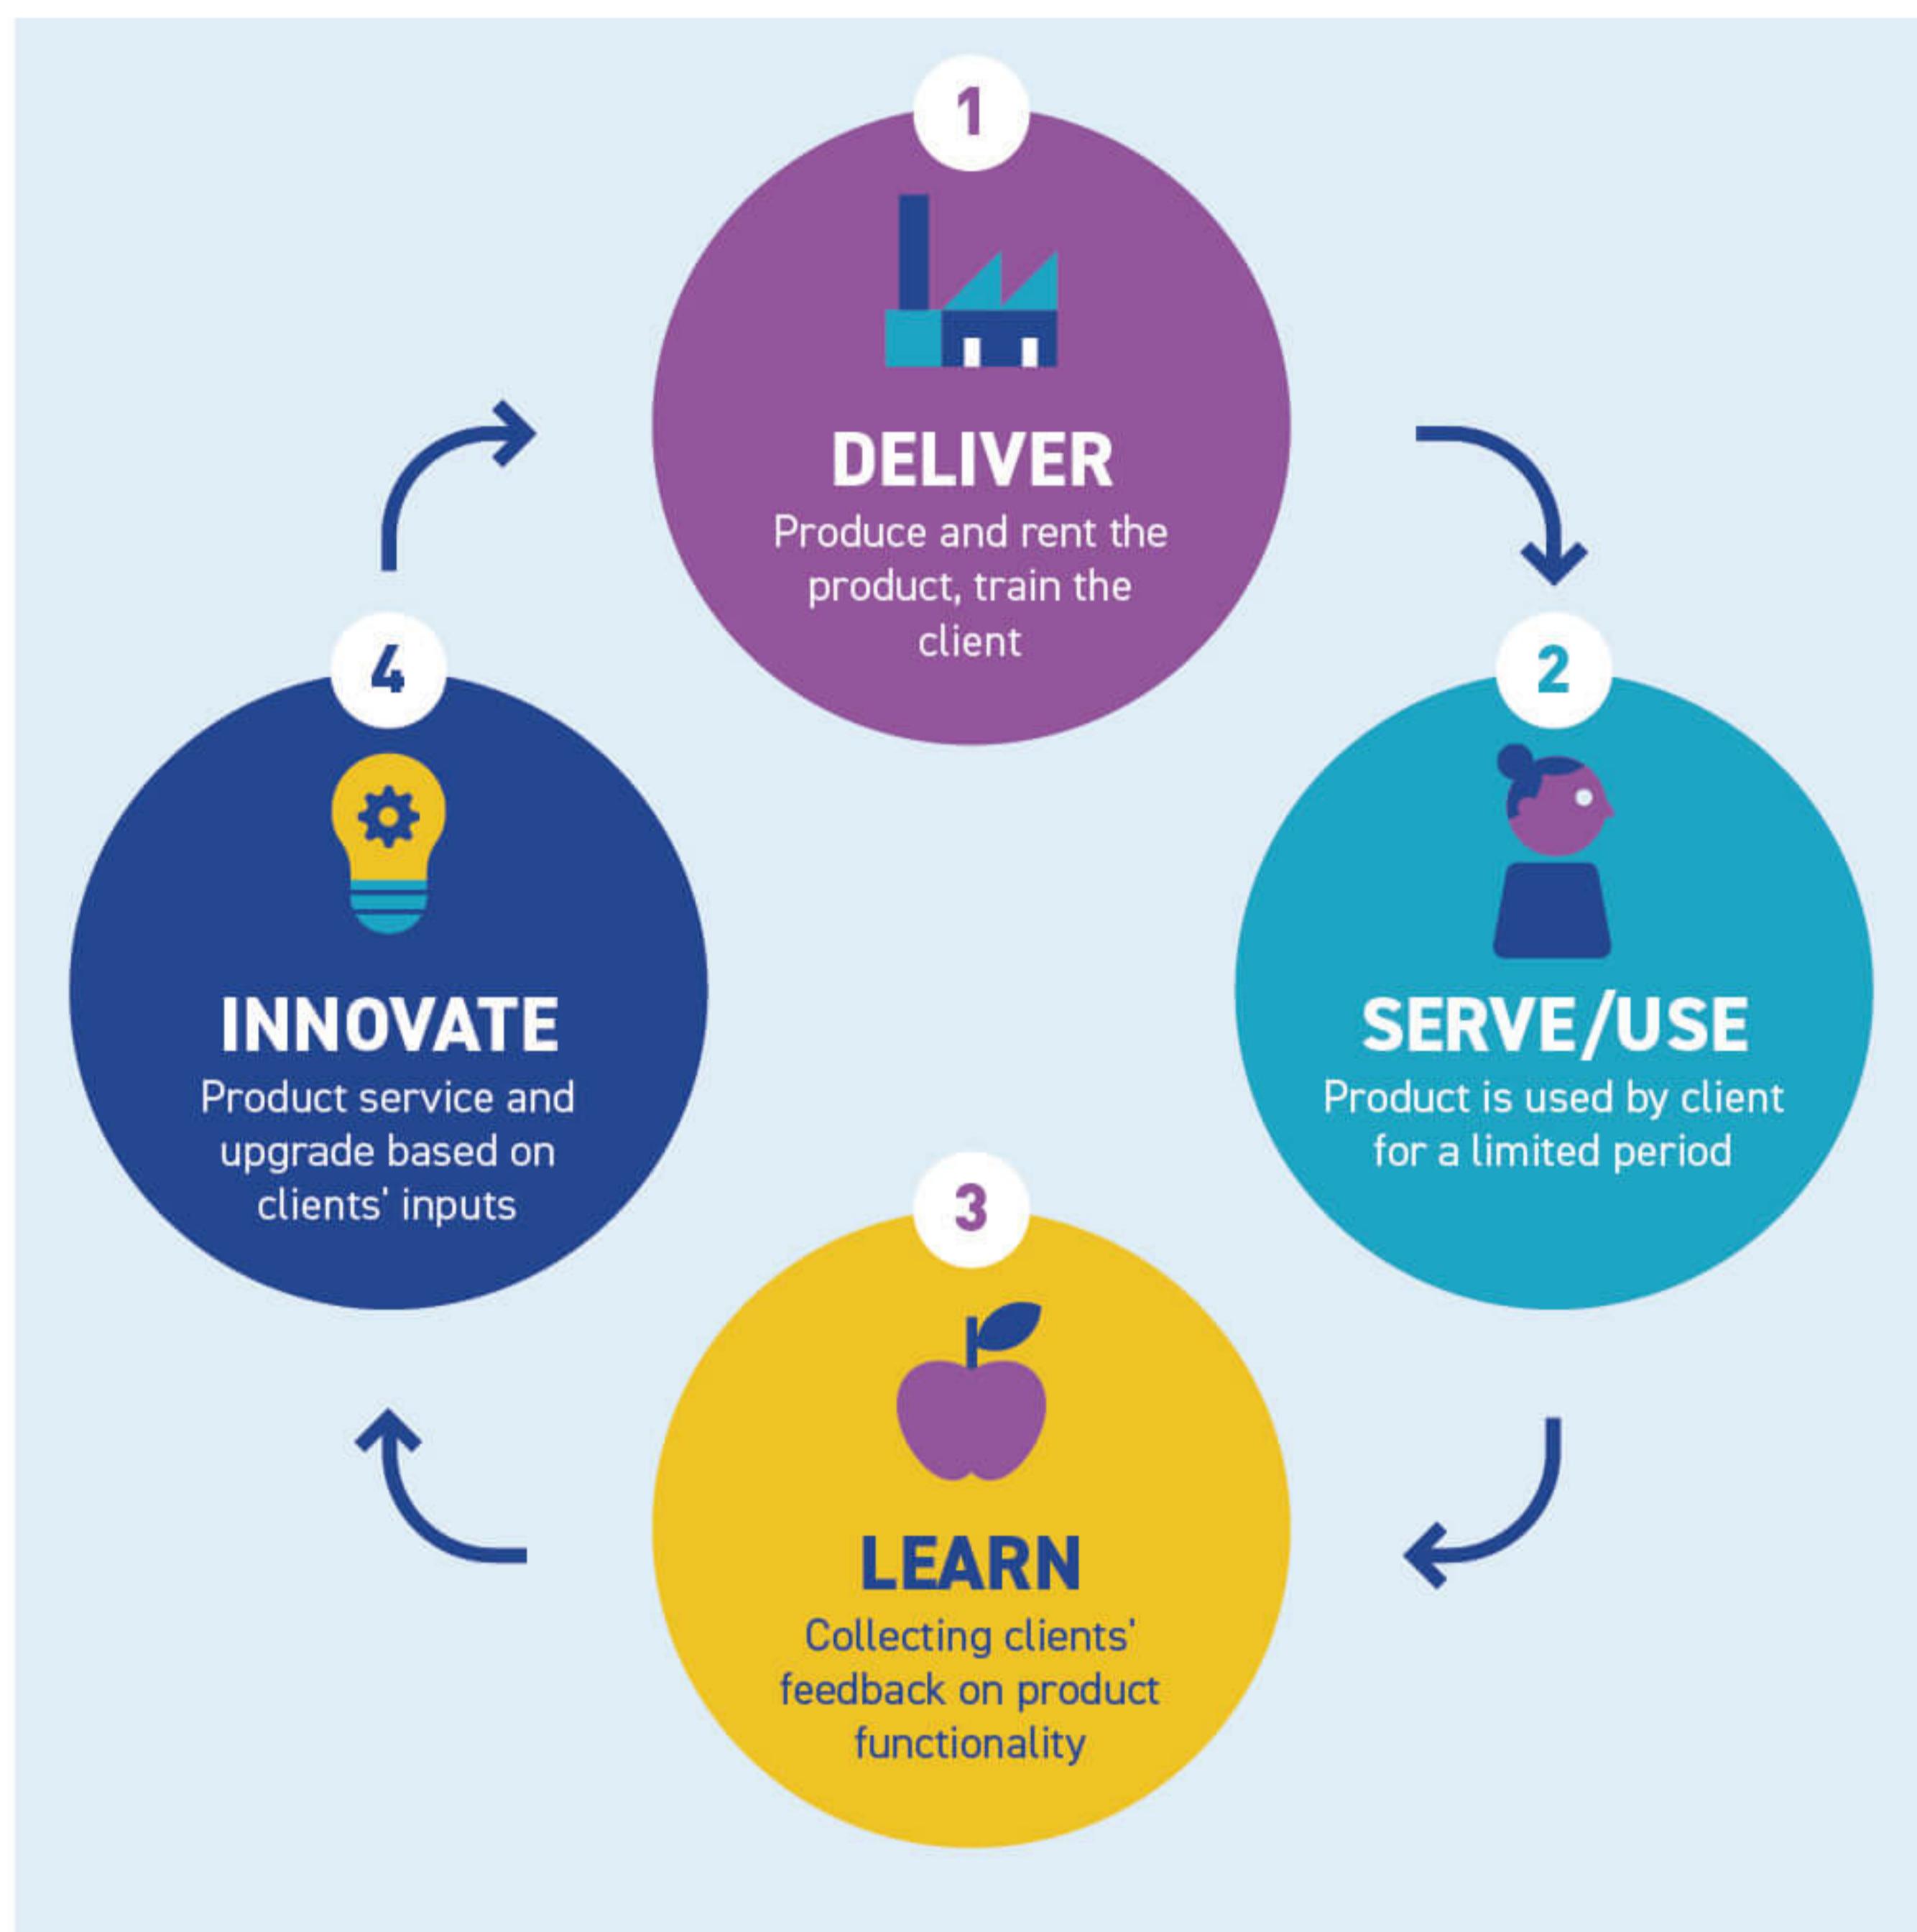 1
DELIVER
Produce and rent the
product, train the
client
2
SERVE/USE
Product is used by client
for a limited period
3
LEARN
Collecting clients'
feedback on product
functionality
4
INNOVATE
Product service and
upgrade based on
clients' inputs